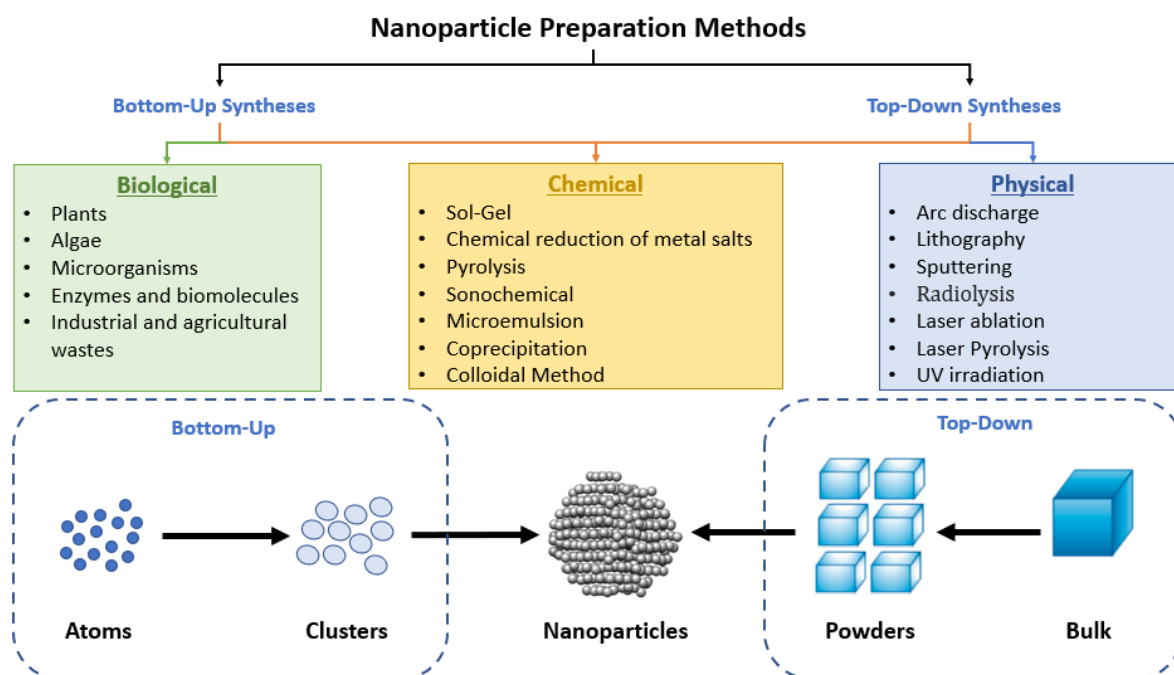 Nanoparticle Preparation Methods
Bottom-Up Syntheses
Top-Down Syntheses
Biological
• Plants
• Algae
• Microorganisms
• Enzymes and biomolecules
• Industrial and agricultural
wastes
Chemical
• Sol-Gel
• Chemical reduction of metal salts
• Pyrolysis
• Sonochemical
• Microemulsion
• Coprecipitation
• Colloidal Method
Physical
• Arc discharge
• Lithography
• Sputtering
• Radiolysis
• Laser ablation
• Laser Pyrolysis
• UV irradiation
Bottom-Up
Top-Down
Atoms
Clusters
Nanoparticles
Powders
Bulk